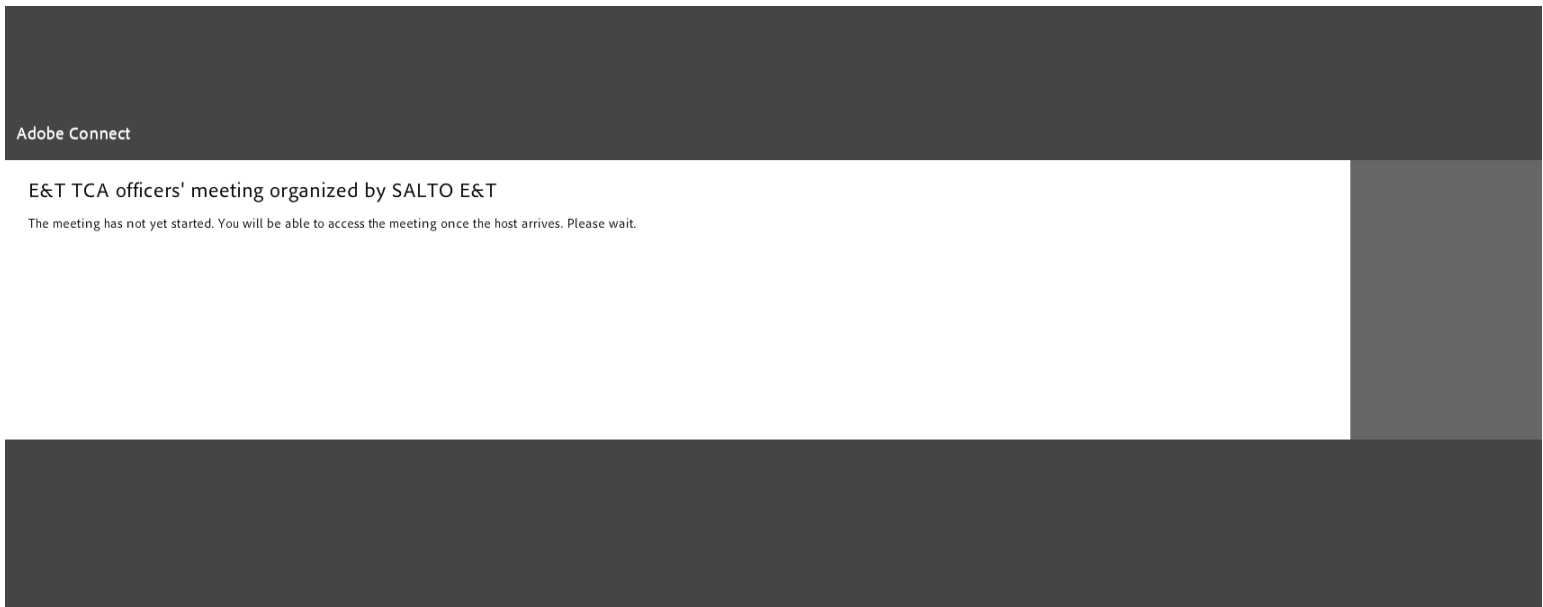 Adobe Connect
E&T TCA officers' meeting organized by SALTO E&T
The meeting has not yet started. You will be able to access the meeting once the host arrives. Please wait.